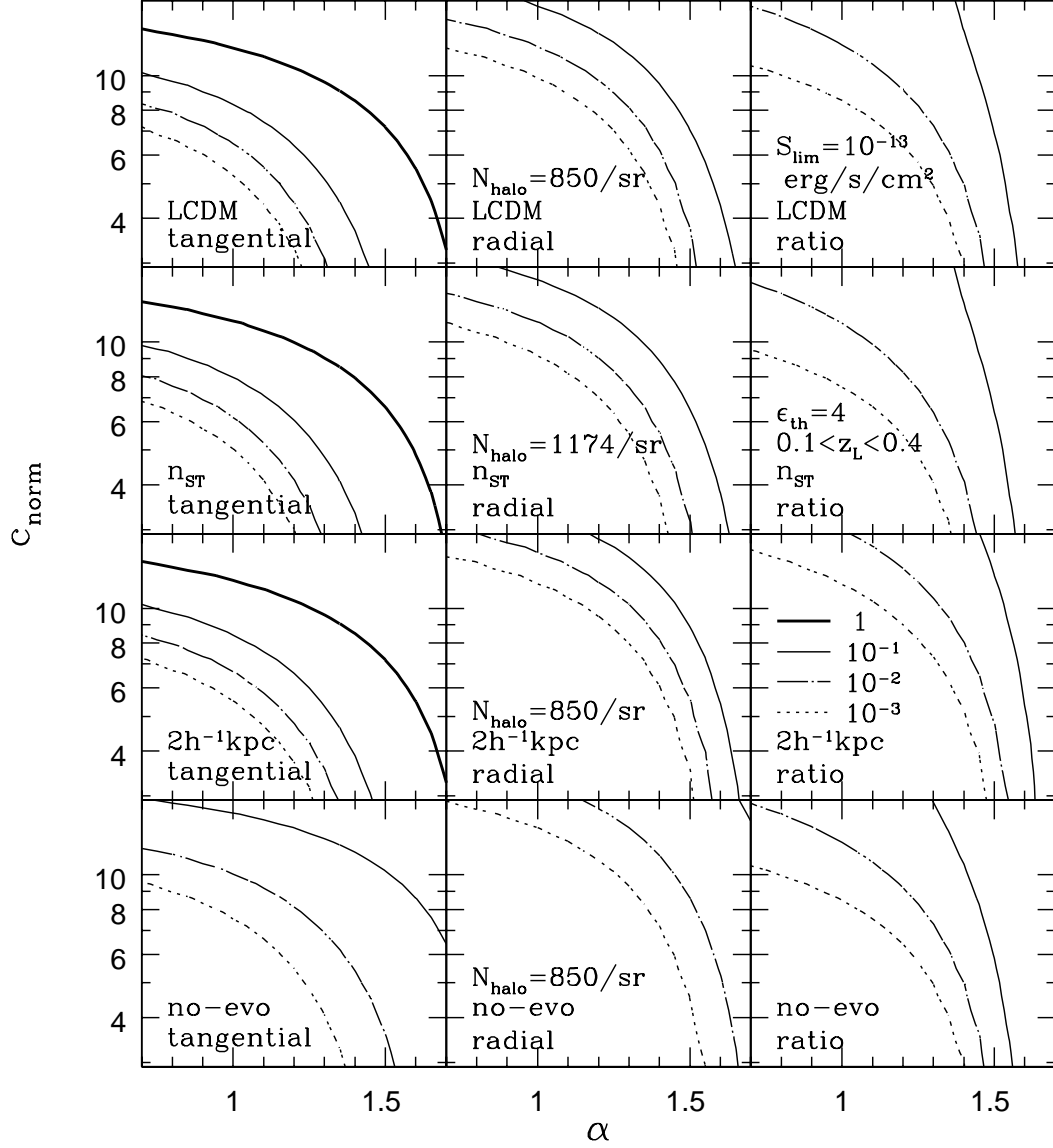 10
8
6
4
LCDM
tangential
N_halo=850/sr
LCDM
radial
S_lim=10⁻¹³
erg/s/cm²
LCDM
ratio
10
8
6
4
n_ST
tangential
N_halo=1174/sr
n_ST
radial
ϵ_th=4
0.1<z_L<0.4
n_ST
ratio
c_norm
10
8
6
4
2h⁻¹kpc
tangential
N_halo=850/sr
2h⁻¹kpc
radial
1
10⁻¹
10⁻²
10⁻³
2h⁻¹kpc
ratio
10
8
6
4
no−evo
tangential
N_halo=850/sr
no−evo
radial
no−evo
ratio
1 1.5 1 1.5 1 1.5
α